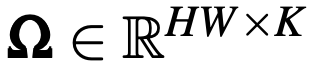 𝛀 ∈ ℝ^{HW×K}